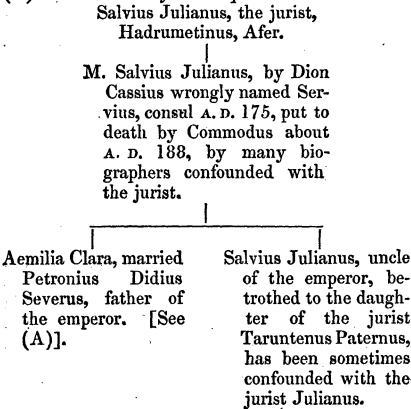 Salvius Julianus, the jurist,
Hadrumetinus, Afer.
M. Salvius Julianus, by Dion
Cassius wrongly named Ser-
vius, consul A. D. 175, put to
death by Commodus about
A. D. 188, by many bio-
graphers confounded with
the jurist.
Aemilia Clara, married
Petronius Didius
Severus, father of
the emperor. [See
(A)].
Salvius Julianus, uncle
of the emperor, be-
trothed to the daugh-
ter of the jurist
Taruntenus Paternus,
has been sometimes
confounded with the
jurist Julianus.